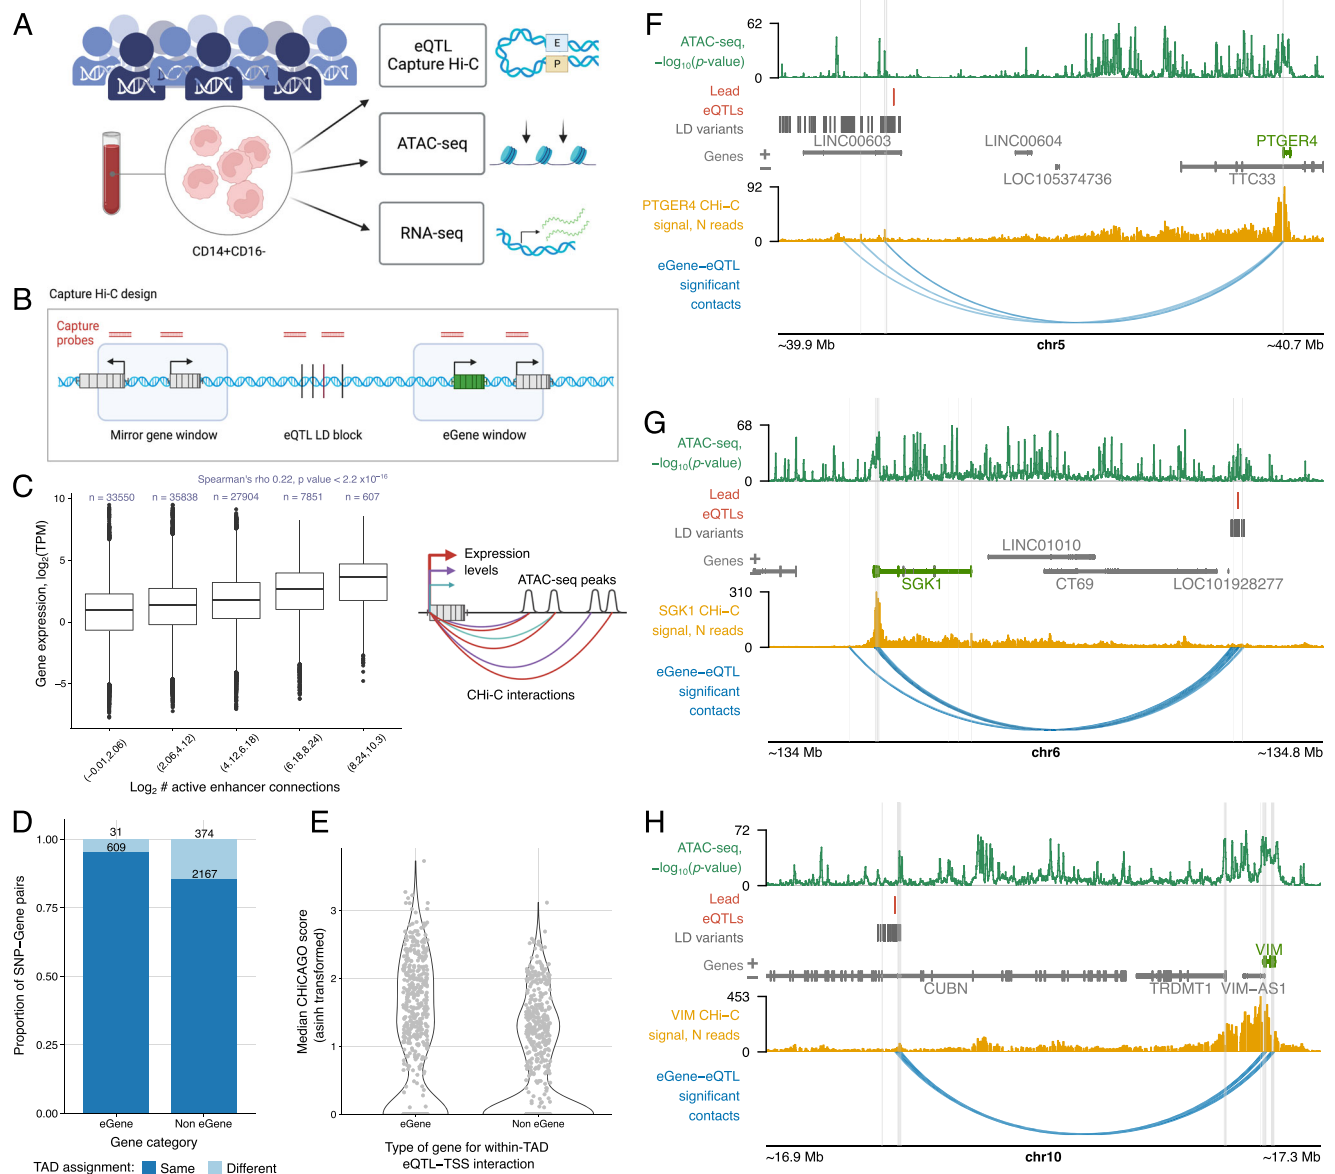 A
eQTL
Capture Hi-C
E
P
ATAC-seq
RNA-seq
CD14+CD16-
B
Capture Hi-C design
Capture
probes
Mirror gene window
eQTL LD block
eGene window
C
Spearman's rho 0.22, p value < 2.2 x10⁻¹⁶
n = 33550
n = 35838
n = 27904
n = 7851
n = 607
Gene expression, log₂(TPM)
10
5
0
−5
(−0.01,2.06)
(2.06,4.12)
(4.12,6.18)
(6.18,8.24)
(8.24,10.3)
Log₂ # active enhancer connections
Expression
levels
ATAC-seq peaks
CHi-C interactions
D
Proportion of SNP−Gene pairs
1.00
0.75
0.50
0.25
0.00
31
609
374
2167
eGene
Non eGene
Gene category
TAD assignment: Same Different
E
Median CHiCAGO score
(asinh transformed)
3
2
1
0
eGene
Non eGene
Type of gene for within-TAD
eQTL−TSS interaction
F
62
ATAC-seq,
−log₁₀(p-value)
0
Lead
eQTLs
LD variants
LINC00603
LINC00604
PTGER4
Genes + −
LOC105374736
TTC33
92
PTGER4 CHi−C
signal, N reads
0
eGene−eQTL
significant
contacts
~39.9 Mb
chr5
~40.7 Mb
G
68
ATAC-seq,
−log₁₀(p-value)
0
Lead
eQTLs
LD variants
LINC01010
Genes + −
SGK1
CT69
LOC101928277
310
SGK1 CHi−C
signal, N reads
0
eGene−eQTL
significant
contacts
~134 Mb
chr6
~134.8 Mb
H
72
ATAC-seq,
−log₁₀(p-value)
0
Lead
eQTLs
LD variants
VIM
Genes + −
CUBN
TRDMT1
VIM−AS1
453
VIM CHi−C
signal, N reads
0
eGene−eQTL
significant
contacts
~16.9 Mb
chr10
~17.3 Mb